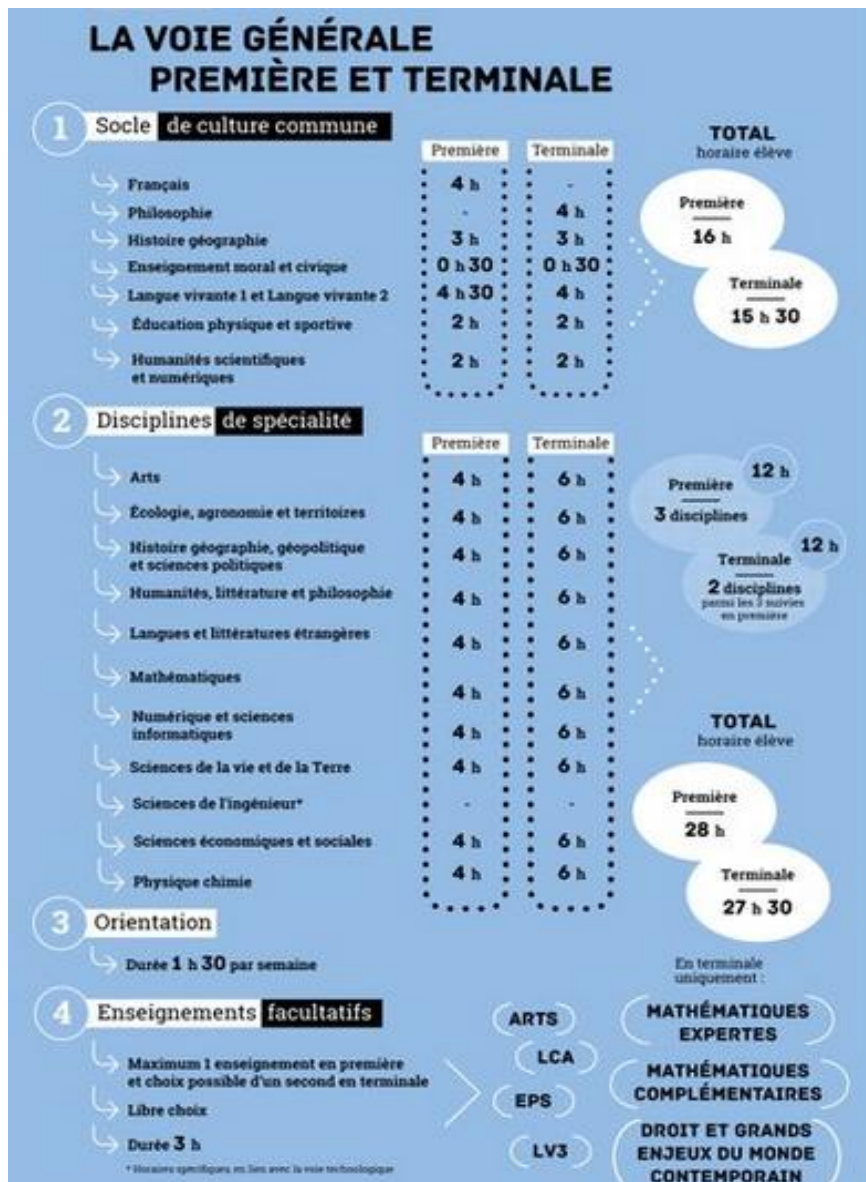 LA VOIE GÉNÉRALE
PREMIÈRE ET TERMINALE
1 Socle de culture commune
Première Terminale
Français 4 h -
Philosophie - 4 h
Histoire géographie 3 h 3 h
Enseignement moral et civique 0 h 30 0 h 30
Langue vivante 1 et Langue vivante 2 4 h 30 4 h
Éducation physique et sportive 2 h 2 h
Humanités scientifiques
et numériques 2 h 2 h
TOTAL
horaire élève
Première
16 h
Terminale
15 h 30
2 Disciplines de spécialité
Première Terminale
Arts 4 h 6 h
Écologie, agronomie et territoires 4 h 6 h
Histoire géographie, géopolitique
et sciences politiques 4 h 6 h
Humanités, littérature et philosophie 4 h 6 h
Langues et littératures étrangères 4 h 6 h
Mathématiques 4 h 6 h
Numérique et sciences
informatiques 4 h 6 h
Sciences de la vie et de la Terre 4 h 6 h
Sciences de l'ingénieur* - -
Sciences économiques et sociales 4 h 6 h
Physique chimie 4 h 6 h
12 h
Première
3 disciplines
12 h
Terminale
2 disciplines
parmi les 3 suivies
en première
TOTAL
horaire élève
Première
28 h
Terminale
27 h 30
3 Orientation
Durée 1 h 30 par semaine
4 Enseignements facultatifs
Maximum 1 enseignement en première
et choix possible d'un second en terminale
Libre choix
Durée 3 h
* Horaires spécifiques, en lien avec la voie technologique
ARTS
LCA
EPS
LV3
En terminale
uniquement :
MATHÉMATIQUES
EXPERTES
MATHÉMATIQUES
COMPLÉMENTAIRES
DROIT ET GRANDS
ENJEUX DU MONDE
CONTEMPORAIN